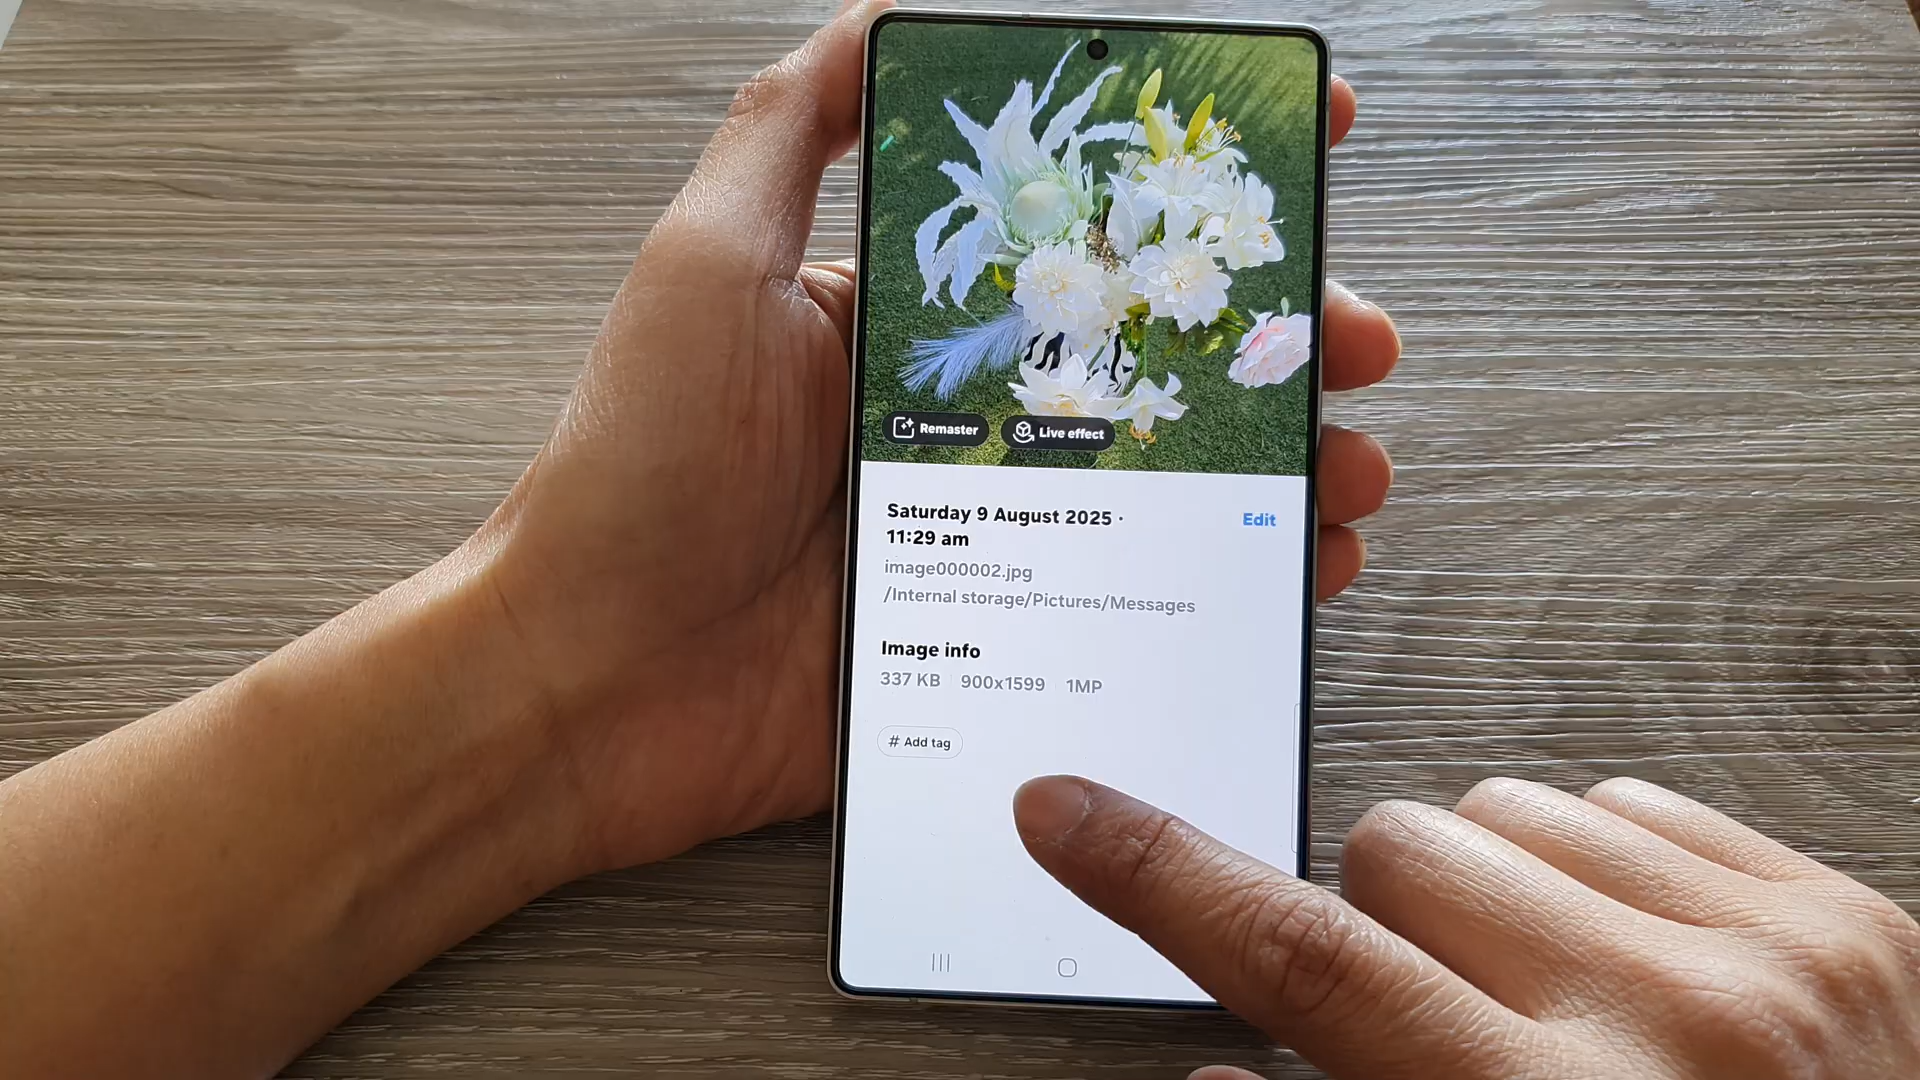 Remaster
Live effect
Saturday 9 August 2025 •
11:29 am
Edit
image000002.jpg
/Internal storage/Pictures/Messages
Image info
337 KB 900x1599 1MP
# Add tag